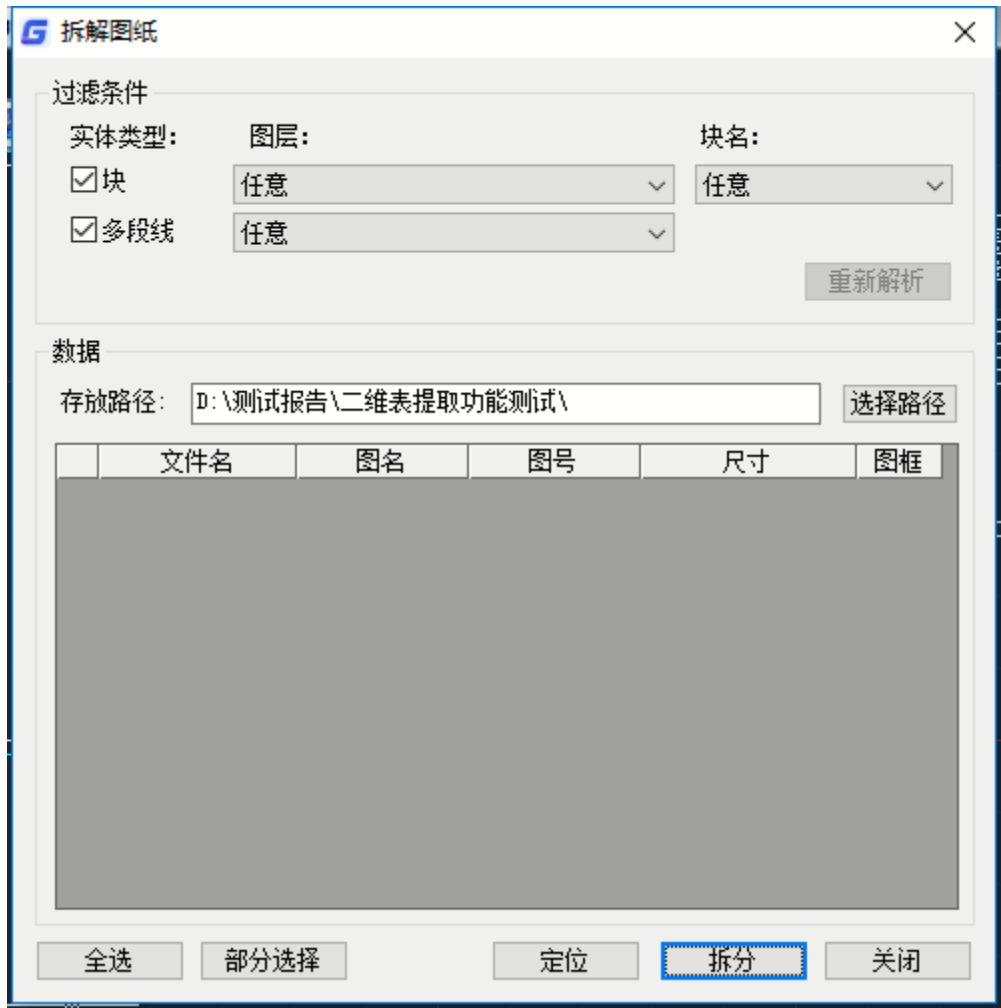 拆解图纸
过滤条件
实体类型: 图层: 块名:
块 任意 任意
多段线 任意
重新解析
数据
存放路径: D:\测试报告\二维表提取功能测试\ 选择路径
文件名 图名 图号 尺寸 图框
全选 部分选择 定位 拆分 关闭